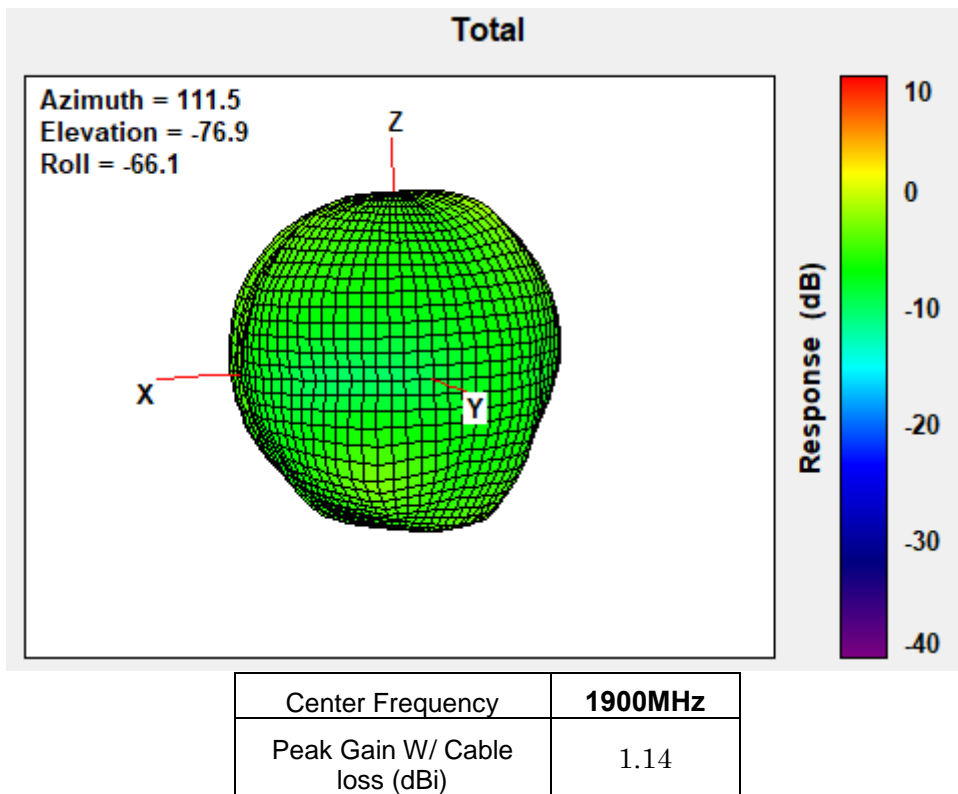 Total
Azimuth = 111.5
Elevation = -76.9
Roll = -66.1
Z
X
Y
10
0
-10
-20
-30
-40
Response (dB)
Center Frequency 1900MHz
Peak Gain W/ Cable
loss (dBi) 1.14